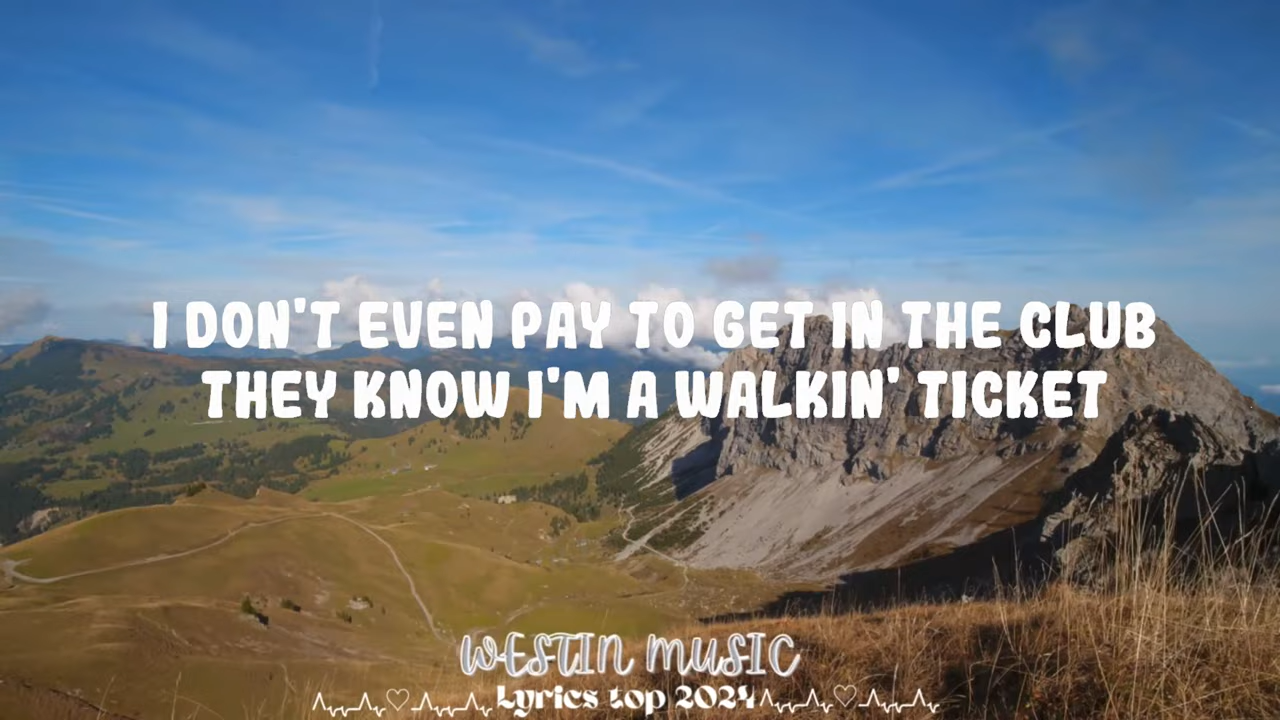 I DON'T EVEN PAY TO GET IN THE CLUB
THEY KNOW I'M A WALKIN' TICKET
WESTIN MUSIC
Lyrics top 2024